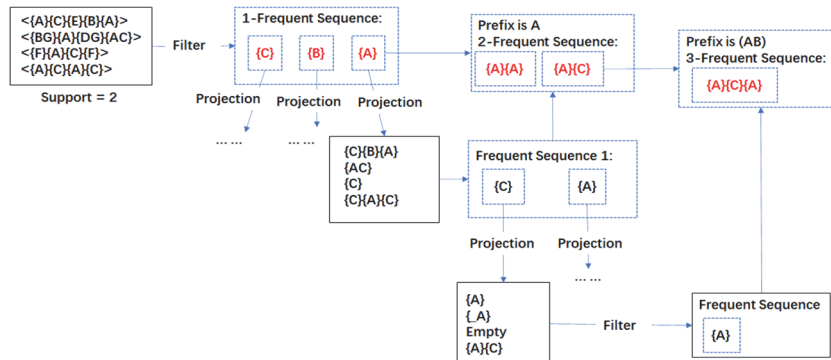 <{A}{C}{E}{B}{A}>
<{BG}{A}{DG}{AC}>
<{F}{A}{C}{F}>
<{A}{C}{A}{C}>
Support = 2
Filter
1-Frequent Sequence:
{C}
{B}
{A}
Projection
Projection
Projection
... ...
... ...
Prefix is A
2-Frequent Sequence:
{A}{A}
{A}{C}
Prefix is (AB)
3-Frequent Sequence:
{A}{C}{A}
{C}{B}{A}
{AC}
{C}
{C}{A}{C}
Frequent Sequence 1:
{C}
{A}
Projection
Projection
... ...
{A}
{_A}
Empty
{A}{C}
Filter
Frequent Sequence
{A}